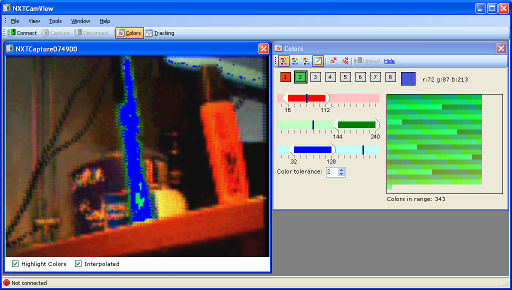 NXTCamView
File View Tools Window Help
Connect Capture Disconnect Colors Tracking
NXTCapture074900
Highlight Colors Interpolated
Colors
Upload Hide
1 2 3 4 5 6 7 8 r:72 g:87 b:213
16 112
144 240
32 128
Color tolerance: 2
Colors in range: 343
Not connected